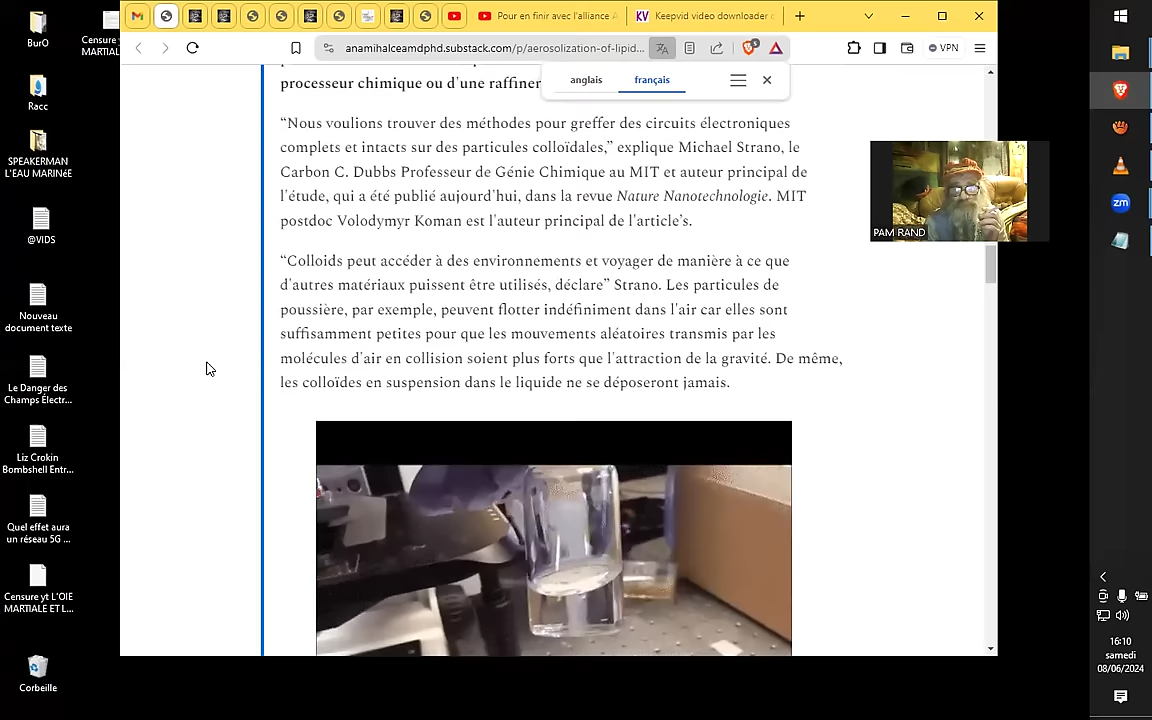 BurO
Censure yt
MARTIALE
Racc
SPEAKERMAN
L'EAU MARINéE
@VIDS
Nouveau
document texte
Le Danger des
Champs Électr...
Liz Crokin
Bombshell Entr...
Quel effet aura
un réseau 5G ...
Censure yt L'OIE
MARTIALE ET L...
Corbeille
Pour en finir avec l'alliance
KV Keepvid video downloader
anamihalceamdphd.substack.com/p/aerosolization-of-lipid...
VPN
anglais français
processeur chimique ou d'une raffiner
“Nous voulions trouver des méthodes pour greffer des circuits électroniques
complets et intacts sur des particules colloïdales,” explique Michael Strano, le
Carbon C. Dubbs Professeur de Génie Chimique au MIT et auteur principal de
l'étude, qui a été publié aujourd'hui, dans la revue Nature Nanotechnologie. MIT
postdoc Volodymyr Koman est l'auteur principal de l'article's.
“Colloids peut accéder à des environnements et voyager de manière à ce que
d'autres matériaux puissent être utilisés, déclare” Strano. Les particules de
poussière, par exemple, peuvent flotter indéfiniment dans l'air car elles sont
suffisamment petites pour que les mouvements aléatoires transmis par les
molécules d'air en collision soient plus forts que l'attraction de la gravité. De même,
les colloïdes en suspension dans le liquide ne se déposeront jamais.
PAM RAND
zm
16:10
samedi
08/06/2024